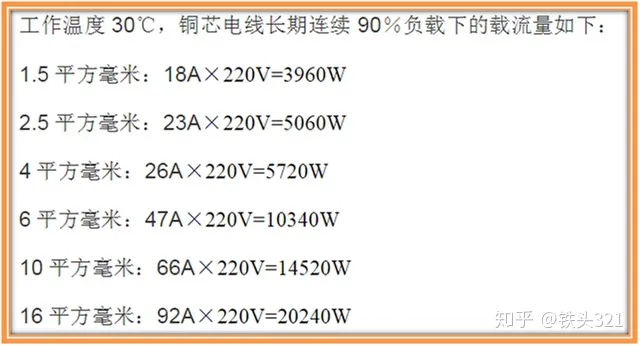 工作温度 30℃，铜芯电线长期连续 90%负载下的载流量如下：
1.5 平方毫米：18A×220V=3960W
2.5 平方毫米：23A×220V=5060W
4 平方毫米：26A×220V=5720W
6 平方毫米：47A×220V=10340W
10 平方毫米：66A×220V=14520W
16 平方毫米：92A×220V=20240W
知乎 @铁头321